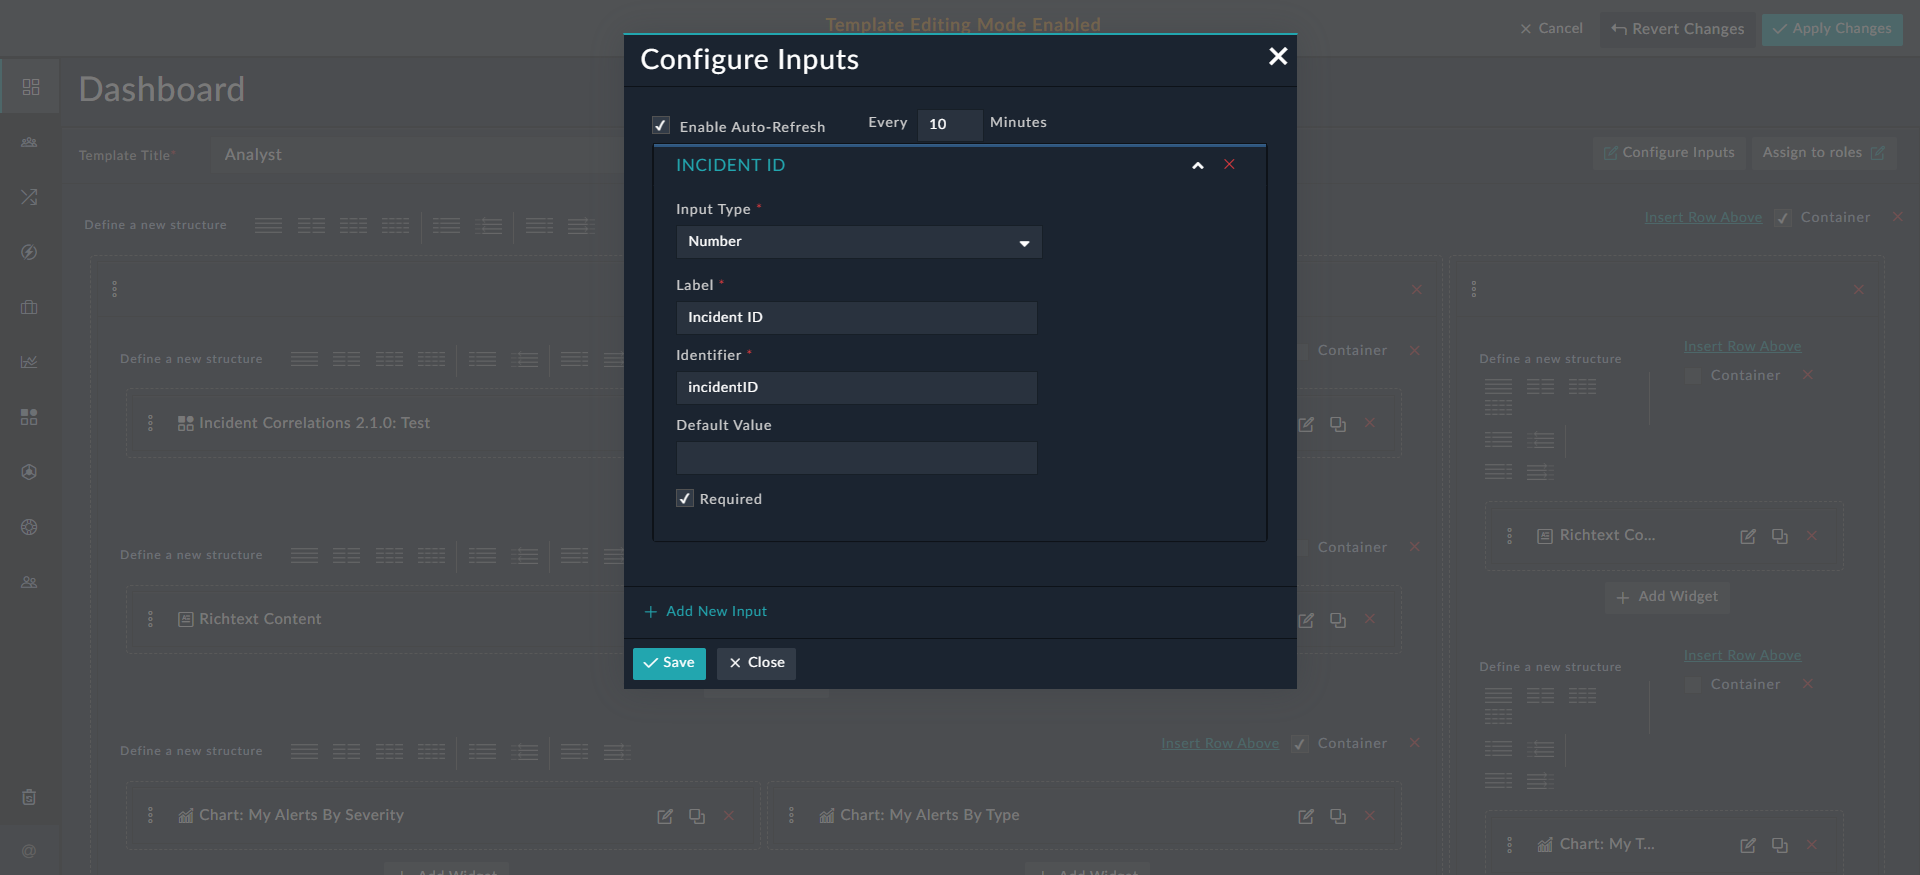 Template Editing Mode Enabled
Cancel
Revert Changes
Apply Changes
Configure Inputs
Dashboard
Enable Auto-Refresh
Every
10
Minutes
Template Title*
Analyst
Configure Inputs
Assign to roles
INCIDENT ID
Input Type *
Number
Define a new structure
Insert Row Above
Container
Label *
Incident ID
Identifier *
incidentID
Default Value
Required
Define a new structure
Container
Define a new structure
Insert Row Above
Container
Incident Correlations 2.1.0: Test
Richtext Co...
Add Widget
Define a new structure
Container
Richtext Content
Add New Input
Save
Close
Define a new structure
Insert Row Above
Container
Define a new structure
Insert Row Above
Container
Chart: My Alerts By Severity
Chart: My Alerts By Type
Chart: My T...
@
Add Widget
Add Widget